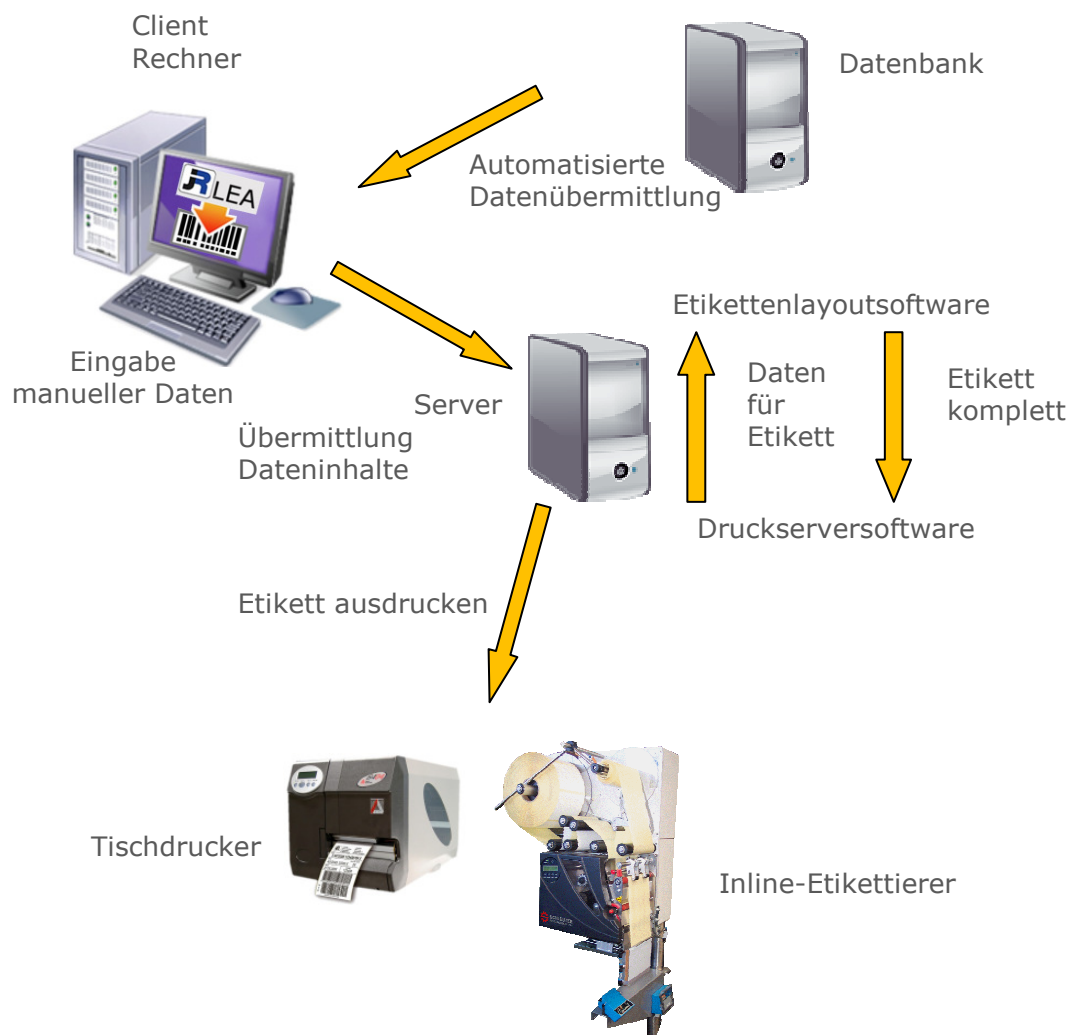 Client
Rechner
Datenbank
Automatisierte
Datenübermittlung
JR LEA
Etikettenlayoutsoftware
Eingabe
manueller Daten
Server
Daten
für
Etikett
Etikett
komplett
Übermittlung
Dateninhalte
Druckserversoftware
Etikett ausdrucken
Tischdrucker
Inline-Etikettierer